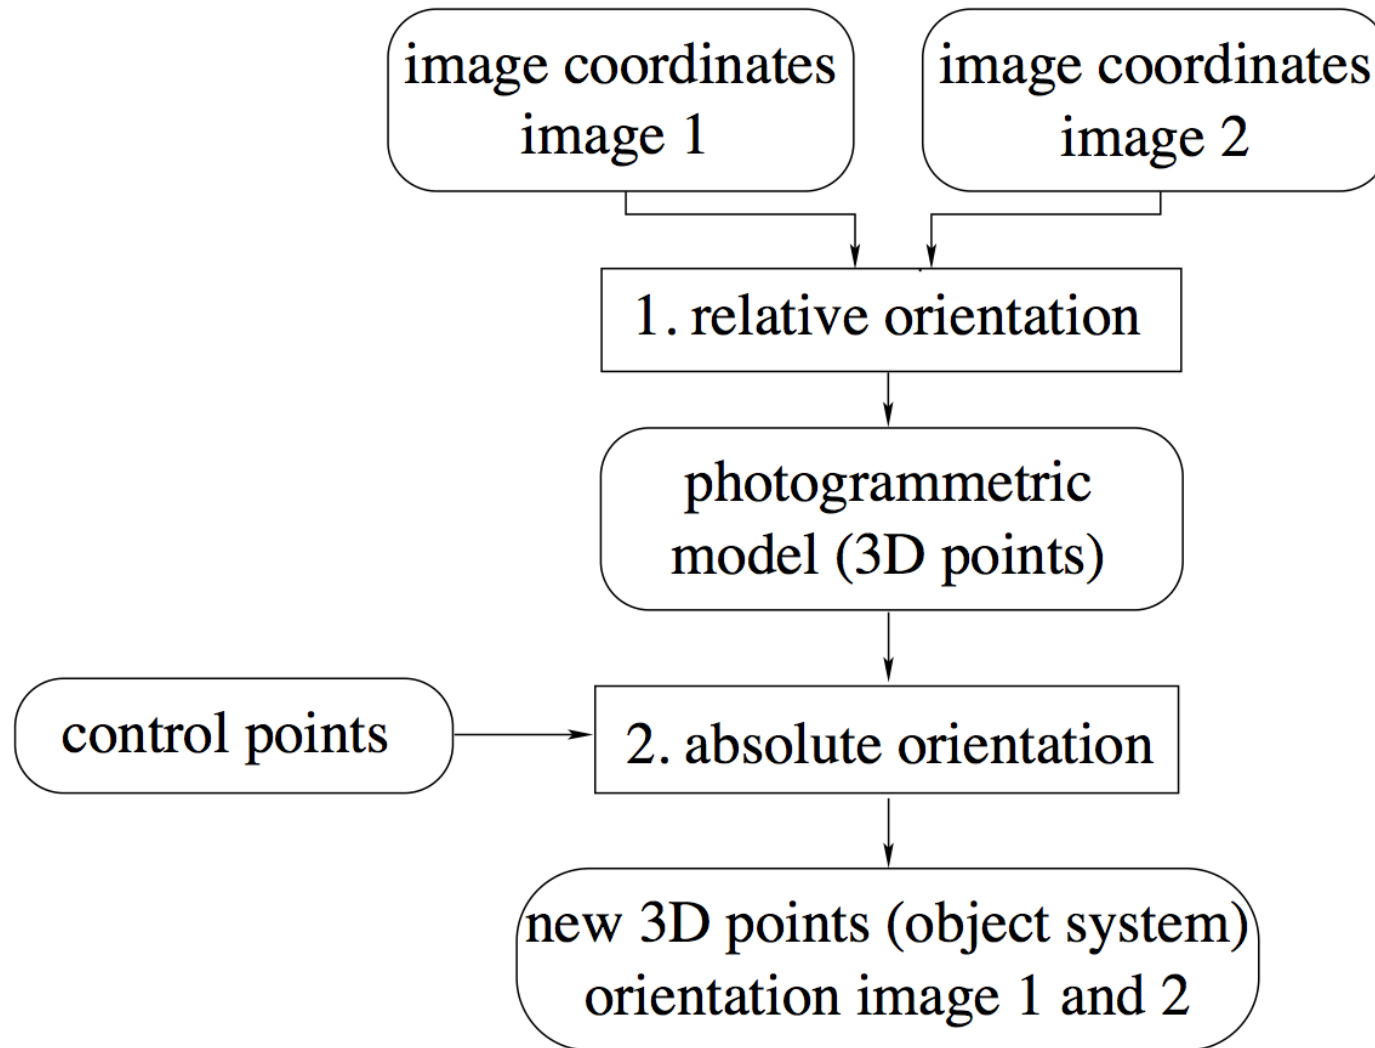 image coordinates
image 1
image coordinates
image 2
1. relative orientation
photogrammetric
model (3D points)
control points
2. absolute orientation
new 3D points (object system)
orientation image 1 and 2